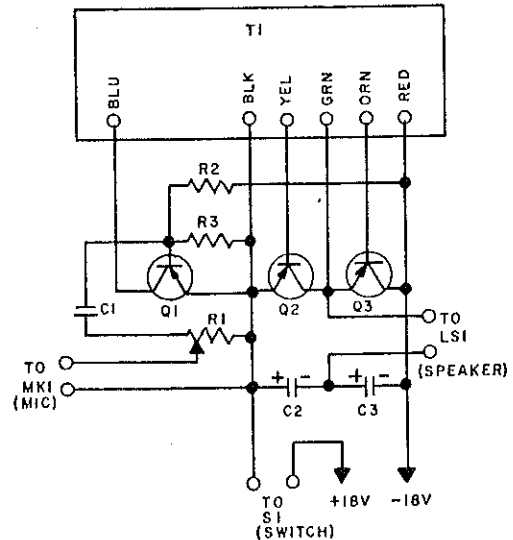 T1
BLU
BLK
YEL
GRN
ORN
RED
R2
R3
C1
Q1
Q2
Q3
R1
TO
MK1
(MIC)
TO
LS1
(SPEAKER)
+ -
+ -
C2
C3
TO
S1
(SWITCH)
+18V
-18V